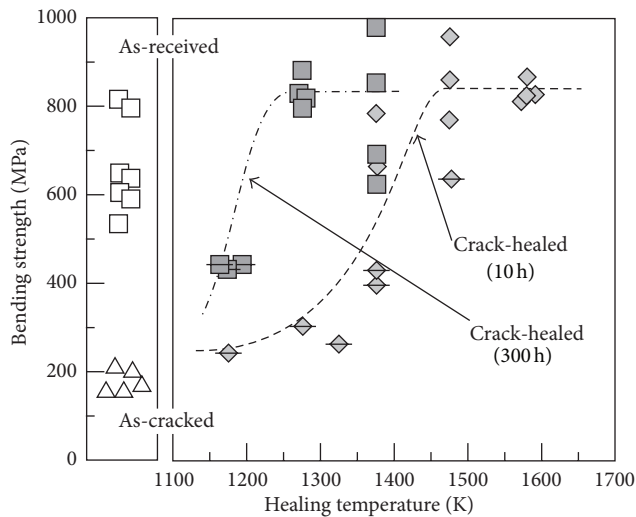 1000
800
600
400
200
0
Bending strength (MPa)
As-received
As-cracked
Crack-healed
(10 h)
Crack-healed
(300 h)
1100 1200 1300 1400 1500 1600 1700
Healing temperature (K)